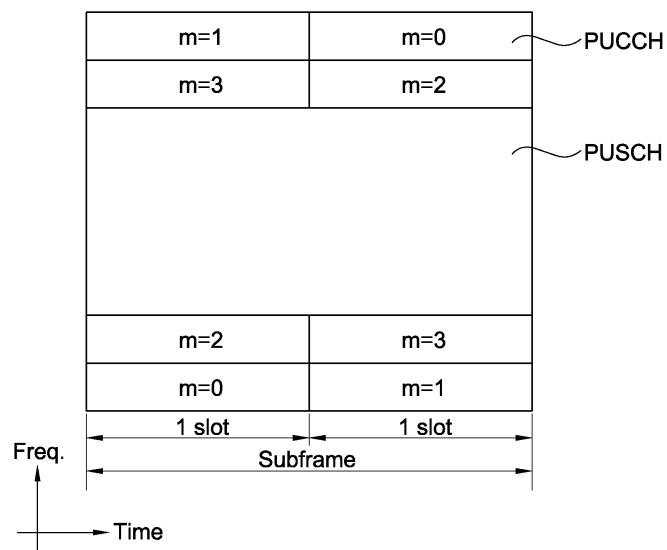 m=1 m=0 PUCCH
m=3 m=2
PUSCH
m=2 m=3
m=0 m=1
1 slot 1 slot
Freq. Subframe
Time